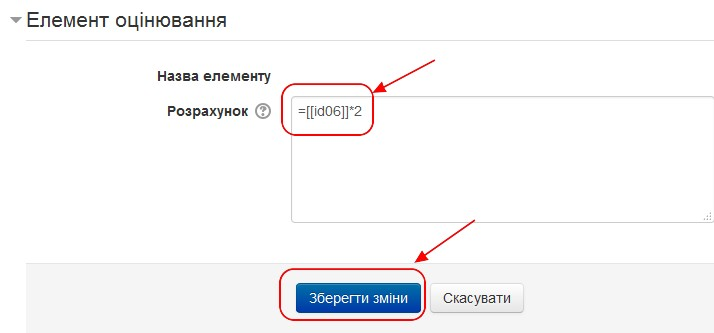 Елемент оцінювання
Назва елементу
Розрахунок
=[[id06]]*2
Зберегти зміни Скасувати